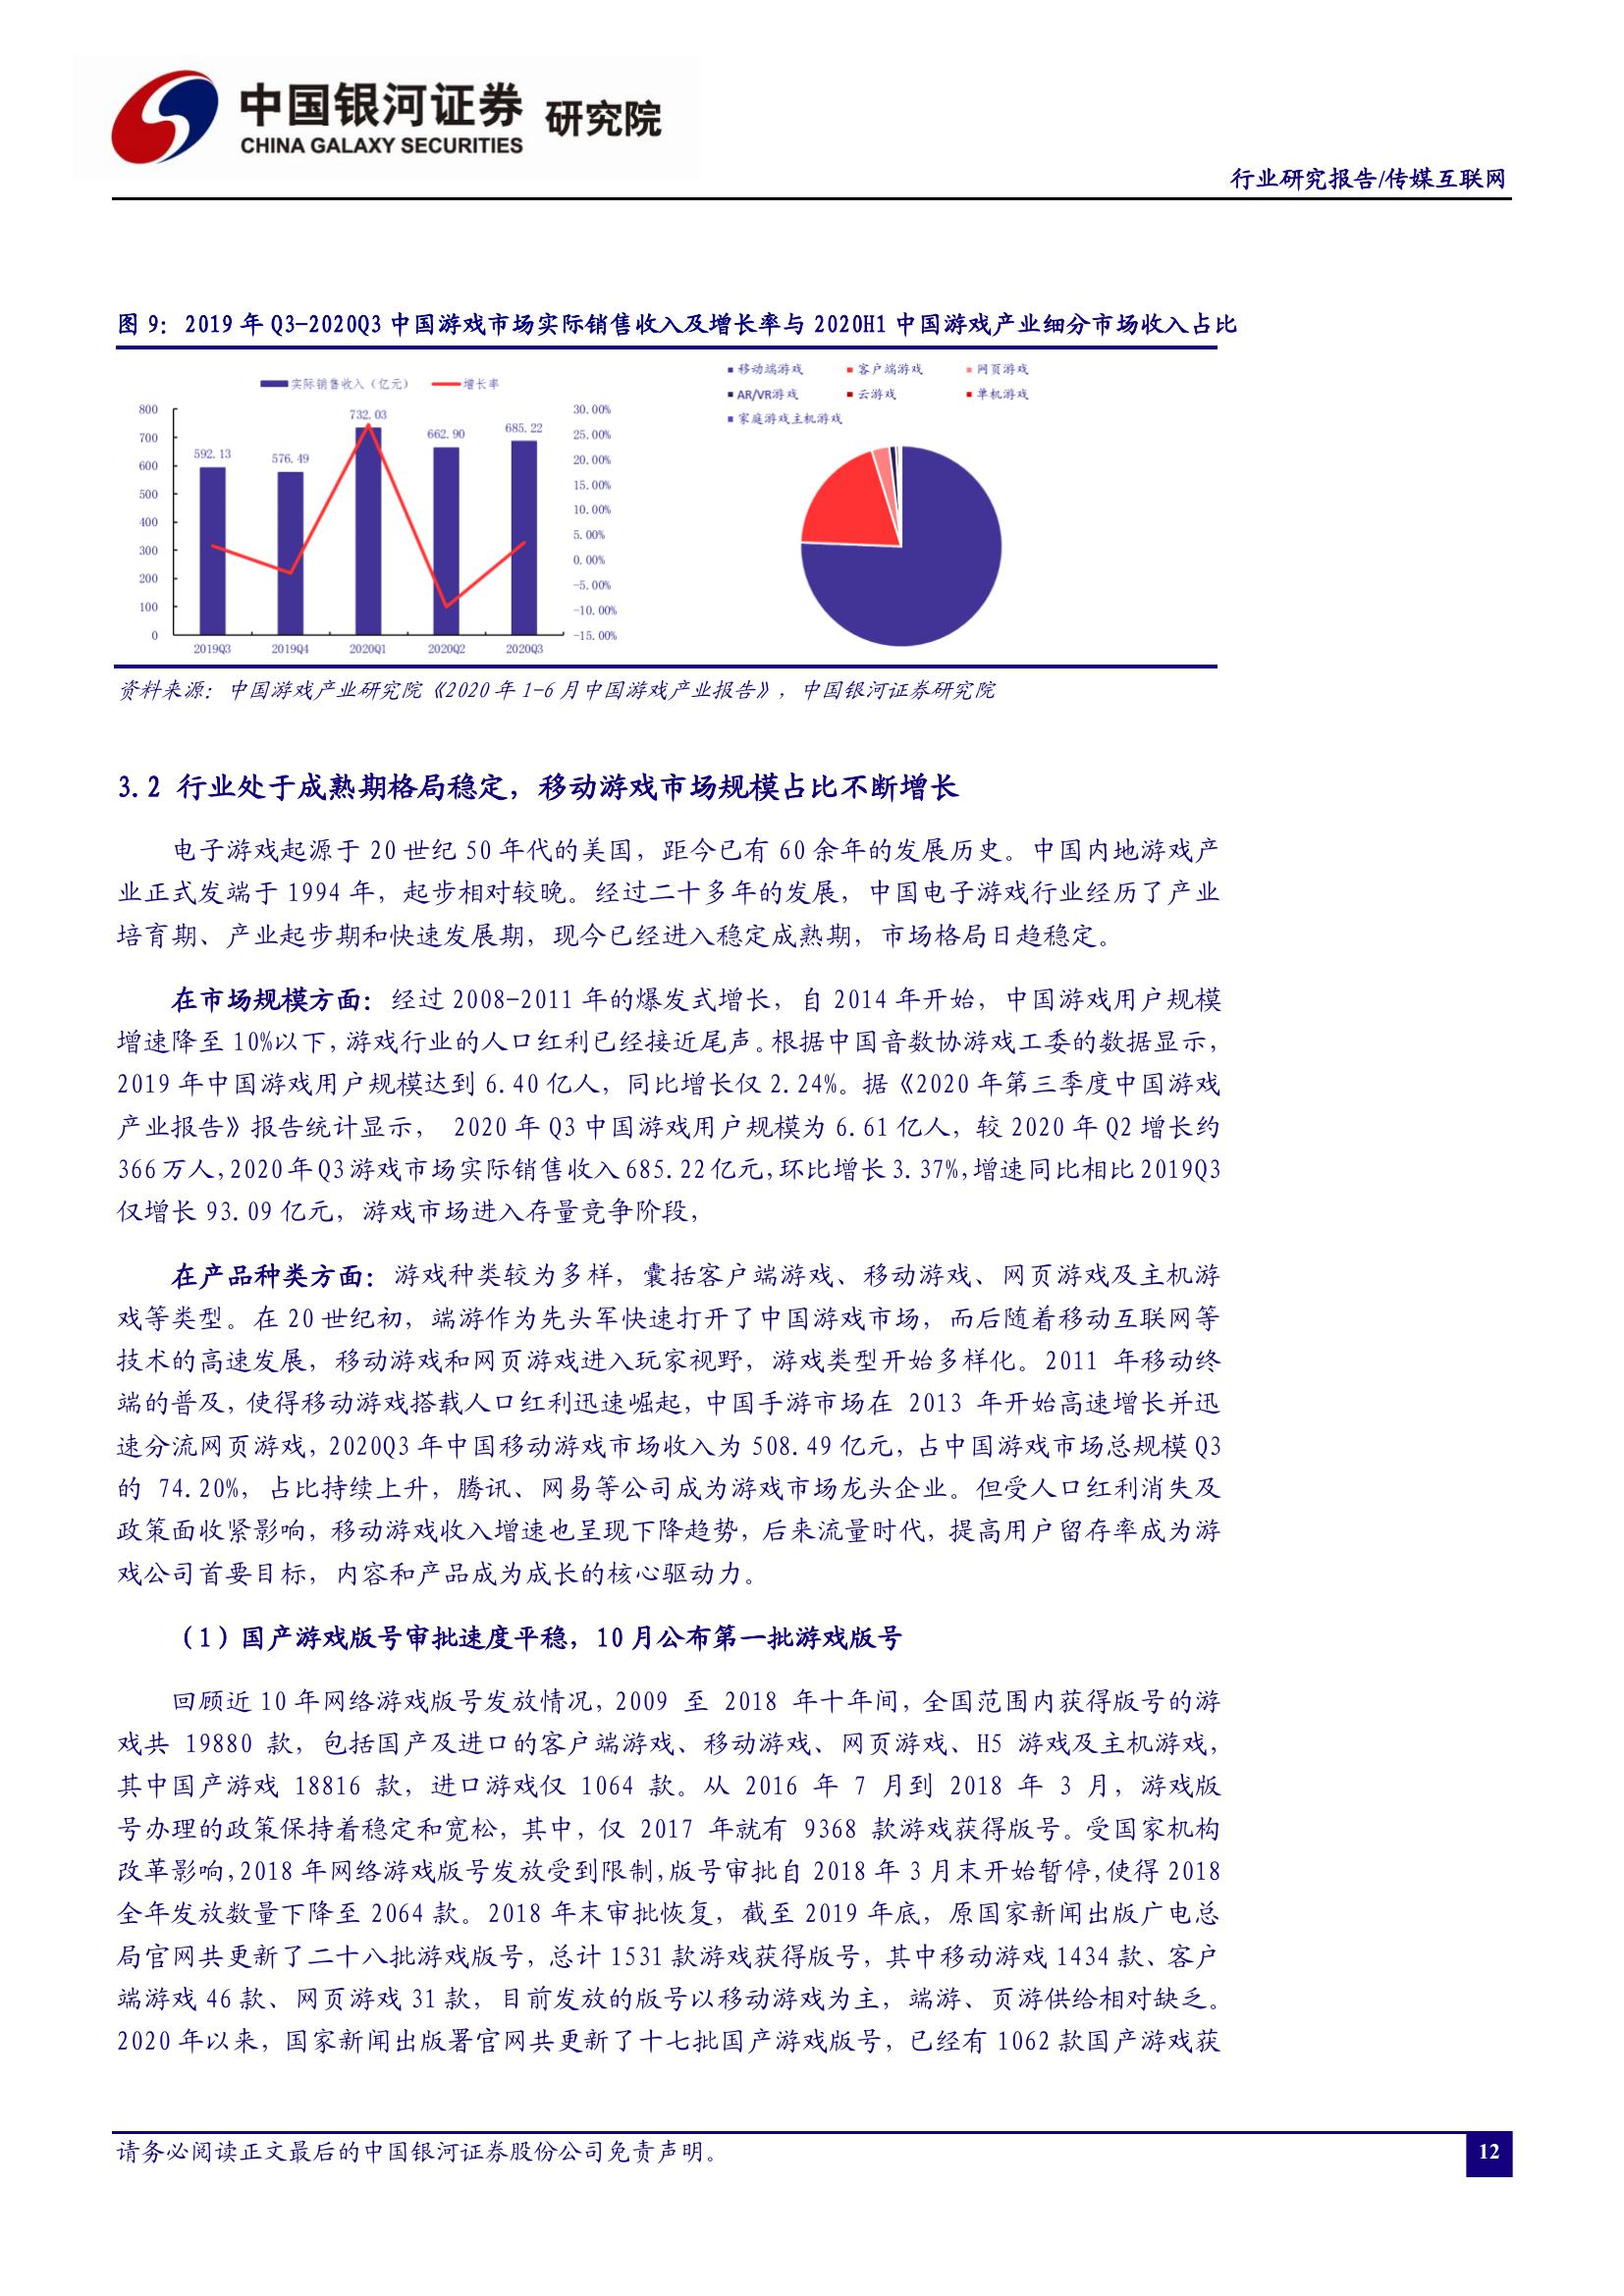 中国银河证券 研究院
CHINA GALAXY SECURITIES
行业研究报告/传媒互联网
图 9：2019 年 Q3-2020Q3 中国游戏市场实际销售收入及增长率与 2020H1 中国游戏产业细分市场收入占比
实际销售收入（亿元） 增长率
800
700
600
500
400
300
200
100
0
592.13
576.49
732.03
662.90
685.22
30.00%
25.00%
20.00%
15.00%
10.00%
5.00%
0.00%
-5.00%
-10.00%
-15.00%
2019Q3 2019Q4 2020Q1 2020Q2 2020Q3
移动端游戏 客户端游戏 网页游戏
AR/VR游戏 云游戏 单机游戏
家庭游戏主机游戏
资料来源：中国游戏产业研究院《2020 年 1-6 月中国游戏产业报告》，中国银河证券研究院
3.2 行业处于成熟期格局稳定，移动游戏市场规模占比不断增长
电子游戏起源于 20 世纪 50 年代的美国，距今已有 60 余年的发展历史。中国内地游戏产
业正式发端于 1994 年，起步相对较晚。经过二十多年的发展，中国电子游戏行业经历了产业
培育期、产业起步期和快速发展期，现今已经进入稳定成熟期，市场格局日趋稳定。
在市场规模方面：经过 2008-2011 年的爆发式增长，自 2014 年开始，中国游戏用户规模
增速降至 10%以下，游戏行业的人口红利已经接近尾声。根据中国音数协游戏工委的数据显示，
2019 年中国游戏用户规模达到 6.40 亿人，同比增长仅 2.24%。据《2020 年第三季度中国游戏
产业报告》报告统计显示， 2020 年 Q3 中国游戏用户规模为 6.61 亿人，较 2020 年 Q2 增长约
366 万人，2020 年 Q3 游戏市场实际销售收入 685.22 亿元，环比增长 3.37%，增速同比相比 2019Q3
仅增长 93.09 亿元，游戏市场进入存量竞争阶段，
在产品种类方面：游戏种类较为多样，囊括客户端游戏、移动游戏、网页游戏及主机游
戏等类型。在 20 世纪初，端游作为先头军快速打开了中国游戏市场，而后随着移动互联网等
技术的高速发展，移动游戏和网页游戏进入玩家视野，游戏类型开始多样化。2011 年移动终
端的普及，使得移动游戏搭载人口红利迅速崛起，中国手游市场在 2013 年开始高速增长并迅
速分流网页游戏，2020Q3 年中国移动游戏市场收入为 508.49 亿元，占中国游戏市场总规模 Q3
的 74.20%，占比持续上升，腾讯、网易等公司成为游戏市场龙头企业。但受人口红利消失及
政策面收紧影响，移动游戏收入增速也呈现下降趋势，后来流量时代，提高用户留存率成为游
戏公司首要目标，内容和产品成为成长的核心驱动力。
（1）国产游戏版号审批速度平稳，10 月公布第一批游戏版号
回顾近 10 年网络游戏版号发放情况，2009 至 2018 年十年间，全国范围内获得版号的游
戏共 19880 款，包括国产及进口的客户端游戏、移动游戏、网页游戏、H5 游戏及主机游戏，
其中国产游戏 18816 款，进口游戏仅 1064 款。从 2016 年 7 月到 2018 年 3 月，游戏版
号办理的政策保持着稳定和宽松，其中，仅 2017 年就有 9368 款游戏获得版号。受国家机构
改革影响，2018 年网络游戏版号发放受到限制，版号审批自 2018 年 3 月末开始暂停，使得 2018
全年发放数量下降至 2064 款。2018 年末审批恢复，截至 2019 年底，原国家新闻出版广电总
局官网共更新了二十八批游戏版号，总计 1531 款游戏获得版号，其中移动游戏 1434 款、客户
端游戏 46 款、网页游戏 31 款，目前发放的版号以移动游戏为主，端游、页游供给相对缺乏。
2020 年以来，国家新闻出版署官网共更新了十七批国产游戏版号，已经有 1062 款国产游戏获
请务必阅读正文最后的中国银河证券股份公司免责声明。
12